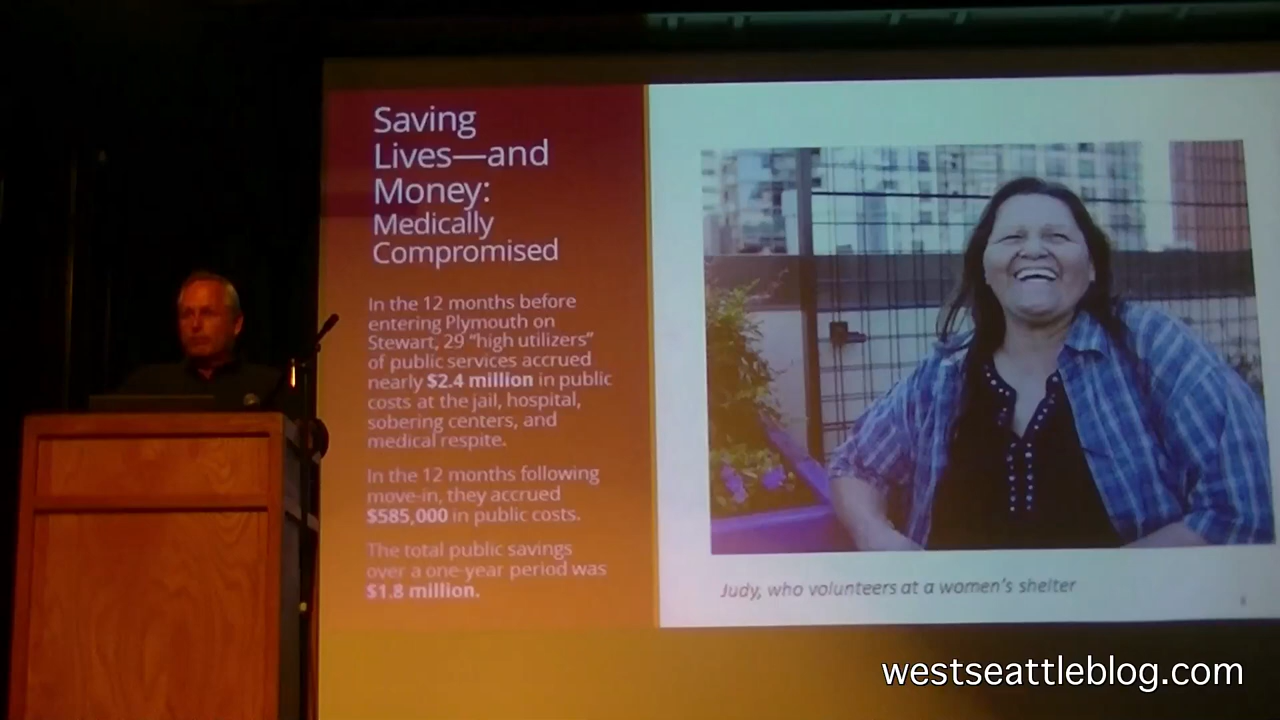 Saving
Lives—and
Money:
Medically
Compromised
In the 12 months before
entering Plymouth on
Stewart, 29 “high utilizers”
of public services accrued
nearly $2.4 million in public
costs at the jail, hospital,
sobering centers, and
medical respite.
In the 12 months following
move-in, they accrued
$585,000 in public costs.
The total public savings
over a one-year period was
$1.8 million.
Judy, who volunteers at a women’s shelter
westseattleblog.com